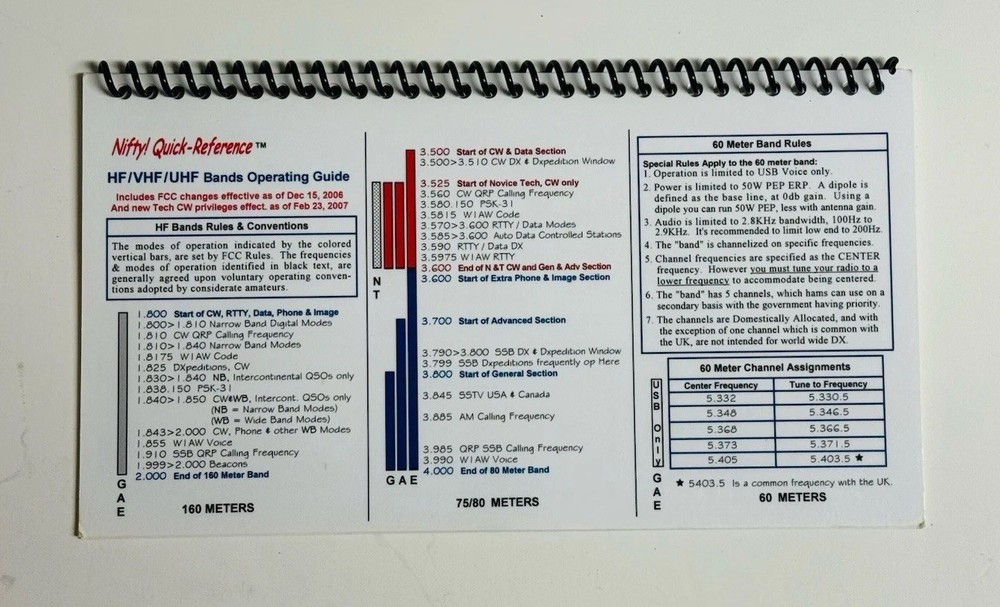 Nifty! Quick-Reference ™
HF/VHF/UHF Bands Operating Guide
Includes FCC changes effective as of Dec 15, 2006
And new Tech CW privileges effect. as of Feb 23, 2007
HF Bands Rules & Conventions
The modes of operation indicated by the colored
vertical bars, are set by FCC Rules. The frequencies
& modes of operation identified in black text, are
generally agreed upon voluntary operating conven-
tions adopted by considerate amateurs.
1.800 Start of CW, RTTY, Data, Phone & Image
1.800>1.810 Narrow Band Digital Modes
1.810 CW QRP Calling Frequency
1.810>1.840 Narrow Band Modes
1.8175 W1AW Code
1.825 DXpeditions, CW
1.830>1.840 NB, Intercontinental QSOs only
1.838.150 PSK-31
1.840>1.850 CW&WB, Intercont. QSOs only
(NB = Narrow Band Modes)
(WB = Wide Band Modes)
1.843>2.000 CW, Phone & other WB Modes
1.855 W1AW Voice
1.910 SSB QRP Calling Frequency
1.999>2.000 Beacons
2.000 End of 160 Meter Band
G
A
E
160 METERS
3.500 Start of CW & Data Section
3.500>3.510 CW DX & Dxpedition Window
3.525 Start of Novice Tech, CW only
3.560 CW QRP Calling Frequency
3.580.150 PSK-31
3.5815 W1AW Code
3.570>3.600 RTTY / Data Modes
3.585>3.600 Auto Data Controlled Stations
3.590 RTTY / Data DX
3.5975 W1AW RTTY
3.600 End of N &T CW and Gen & Adv Section
3.600 Start of Extra Phone & Image Section
N
T
3.700 Start of Advanced Section
3.790>3.800 SSB DX & Dxpedition Window
3.799 SSB Dxpeditions frequently op Here
3.800 Start of General Section
3.845 SSTV USA & Canada
3.885 AM Calling Frequency
3.985 QRP SSB Calling Frequency
3.990 W1AW Voice
4.000 End of 80 Meter Band
G A E
75/80 METERS
60 Meter Band Rules
Special Rules Apply to the 60 meter band:
1. Operation is limited to USB Voice only.
2. Power is limited to 50W PEP ERP. A dipole is
defined as the base line, at 0db gain. Using a
dipole you can run 50W PEP, less with antenna gain.
3. Audio is limited to 2.8KHz bandwidth, 100Hz to
2.9KHz. It's recommended to limit low end to 200Hz.
4. The "band" is channelized on specific frequencies.
5. Channel frequencies are specified as the CENTER
frequency. However you must tune your radio to a
lower frequency to accommodate being centered.
6. The "band" has 5 channels, which hams can use on a
secondary basis with the government having priority.
7. The channels are Domestically Allocated, and with
the exception of one channel which is common with
the UK, are not intended for world wide DX.
60 Meter Channel Assignments
Center Frequency Tune to Frequency
5.332 5.330.5
5.348 5.346.5
5.368 5.366.5
5.373 5.371.5
5.405 5.403.5 ★
USB Only
G
A
E
★ 5403.5 Is a common frequency with the UK.
60 METERS